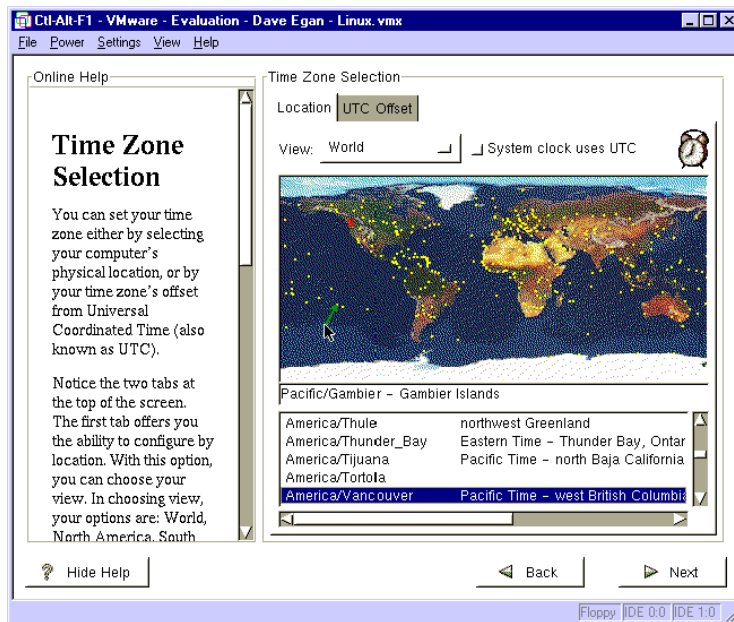 Ctl-Alt-F1 - VMware - Evaluation - Dave Egan - Linux.vmx
File Power Settings View Help
Online Help
Time Zone
Selection
You can set your time
zone either by selecting
your computer's
physical location, or by
your time zone's offset
from Universal
Coordinated Time (also
known as UTC).
Notice the two tabs at
the top of the screen.
The first tab offers you
the ability to configure by
location. With this option,
you can choose your
view. In choosing view,
your options are: World,
North America, South
Time Zone Selection
Location UTC Offset
View: World System clock uses UTC
Pacific/Gambier - Gambier Islands
America/Thule northwest Greenland
America/Thunder_Bay Eastern Time - Thunder Bay, Ontar
America/Tijuana Pacific Time - north Baja California
America/Tortola
America/Vancouver Pacific Time - west British Columbia
Hide Help Back Next
Floppy IDE 0:0 IDE 1:0